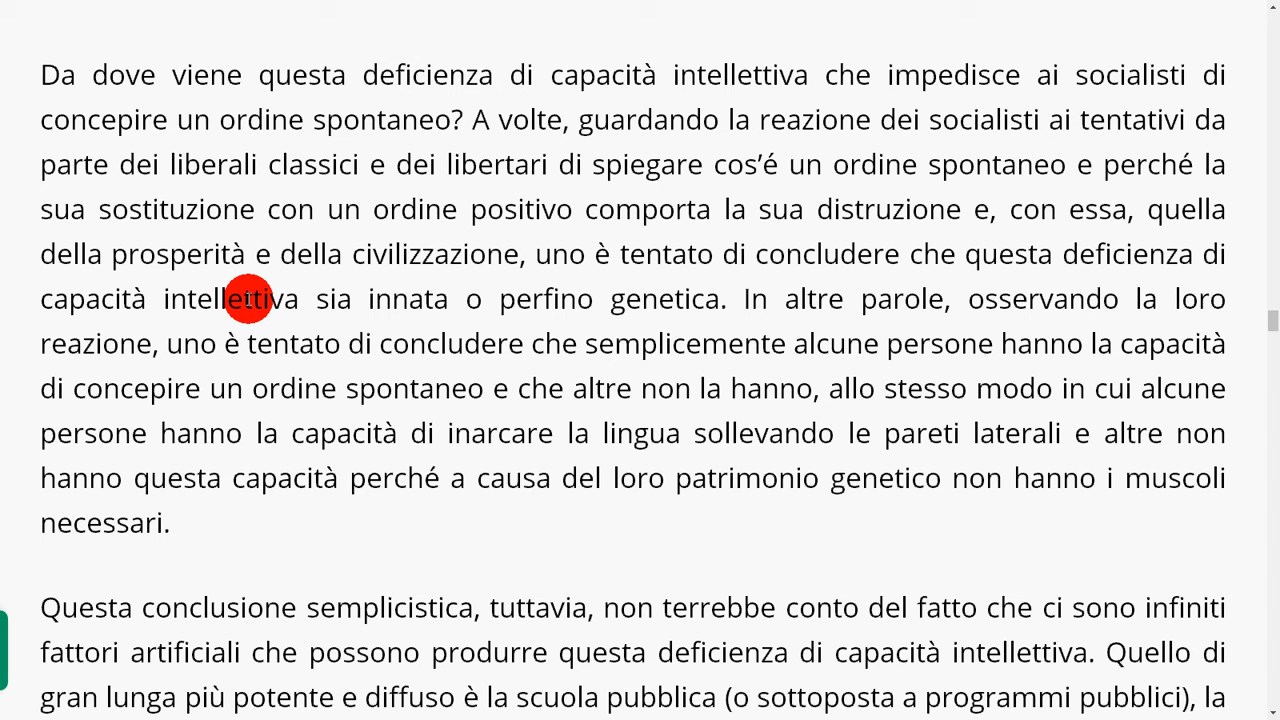 Da dove viene questa deficienza di capacità intellettiva che impedisce ai socialisti di
concepire un ordine spontaneo? A volte, guardando la reazione dei socialisti ai tentativi da
parte dei liberali classici e dei libertari di spiegare cos’é un ordine spontaneo e perché la
sua sostituzione con un ordine positivo comporta la sua distruzione e, con essa, quella
della prosperità e della civilizzazione, uno è tentato di concludere che questa deficienza di
capacità intellettiva sia innata o perfino genetica. In altre parole, osservando la loro
reazione, uno è tentato di concludere che semplicemente alcune persone hanno la capacità
di concepire un ordine spontaneo e che altre non la hanno, allo stesso modo in cui alcune
persone hanno la capacità di inarcare la lingua sollevando le pareti laterali e altre non
hanno questa capacità perché a causa del loro patrimonio genetico non hanno i muscoli
necessari.
Questa conclusione semplicistica, tuttavia, non terrebbe conto del fatto che ci sono infiniti
fattori artificiali che possono produrre questa deficienza di capacità intellettiva. Quello di
gran lunga più potente e diffuso è la scuola pubblica (o sottoposta a programmi pubblici), la